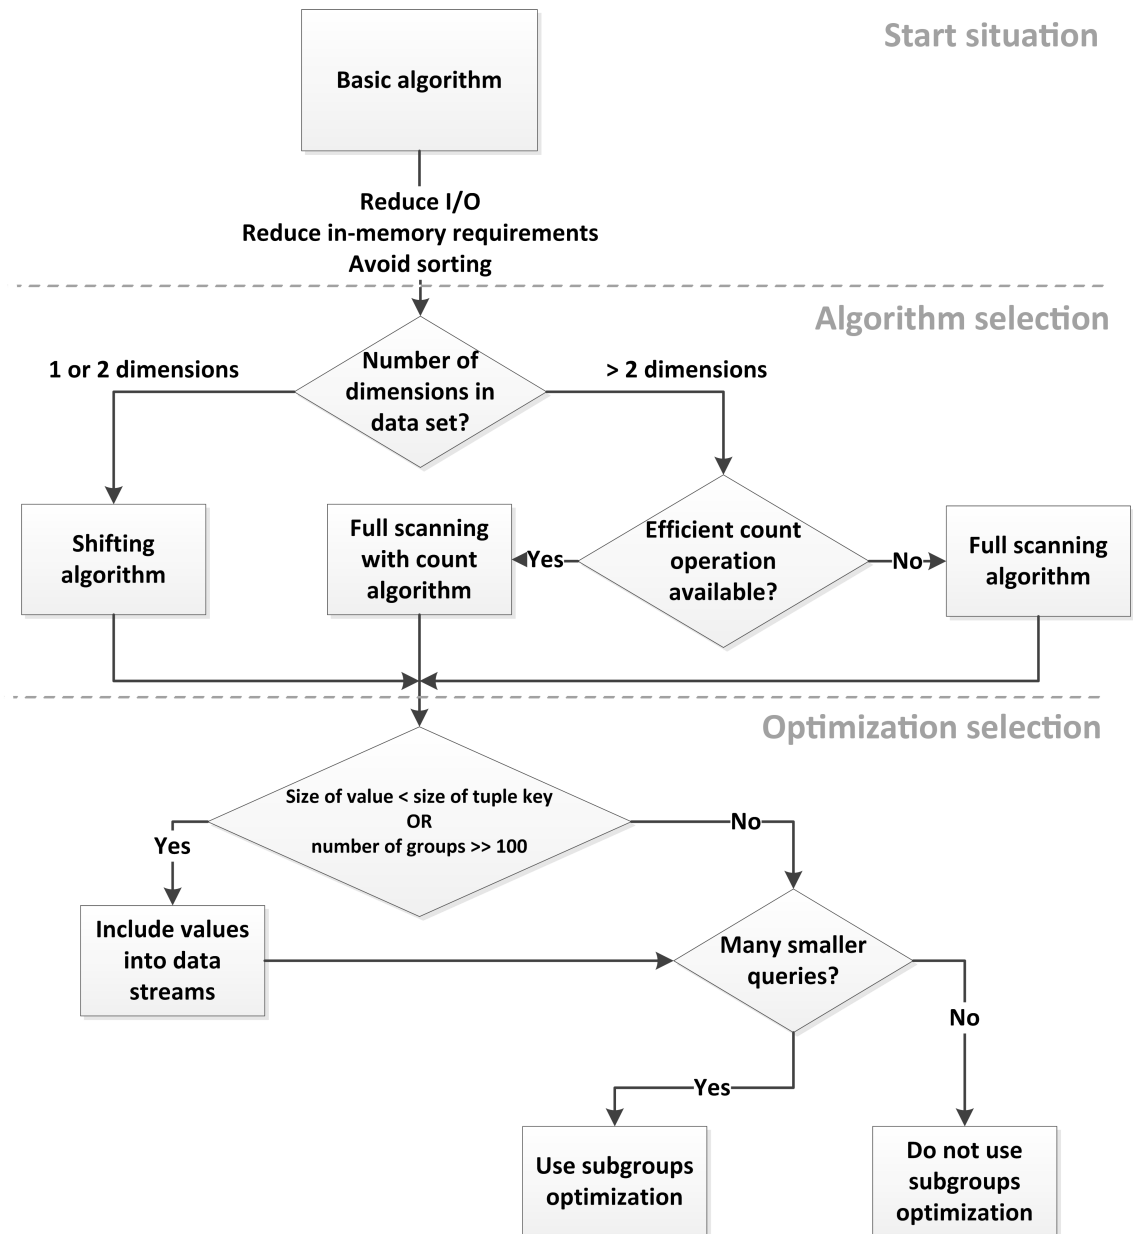 Start situation
Basic algorithm
Reduce I/O
Reduce in-memory requirements
Avoid sorting
Algorithm selection
1 or 2 dimensions
Number of
dimensions in
data set?
> 2 dimensions
Shifting
algorithm
Full scanning
with count
algorithm
Yes
Efficient count
operation
available?
No
Full scanning
algorithm
Optimization selection
Size of value < size of tuple key
OR
number of groups >> 100
Yes
No
Include values
into data
streams
Many smaller
queries?
No
Yes
Use subgroups
optimization
Do not use
subgroups
optimization